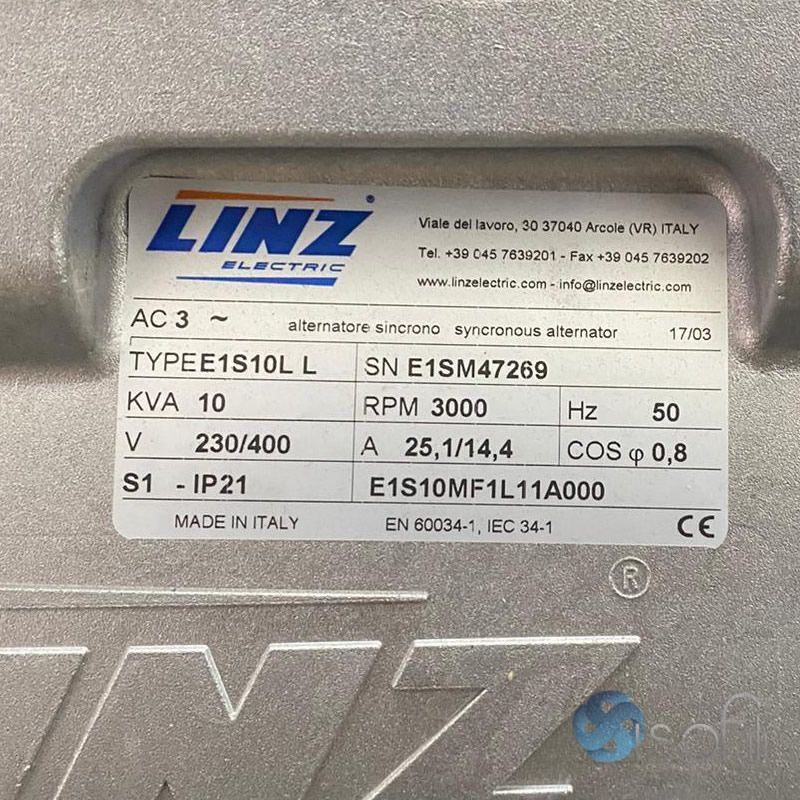 LINZ®
ELECTRIC
Viale del lavoro, 30 37040 Arcole (VR) ITALY
Tel. +39 045 7639201 - Fax +39 045 7639202
www.linzelectric.com - info@linzelectric.com
AC 3 ~ alternatore sincrono syncronous alternator 17/03
TYPE E1S10L L SN E1SM47269
KVA 10 RPM 3000 Hz 50
V 230/400 A 25,1/14,4 COS φ 0,8
S1 - IP21 E1S10MF1L11A000
MADE IN ITALY EN 60034-1, IEC 34-1 CE
®
INZ
isofill